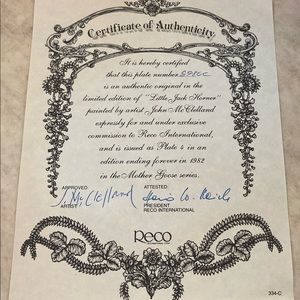 Certificate of Authenticity
It is hereby certified
that this plate number
is an authentic original in the
limited edition of "Little Jack Horner"
painted by artist, John McClelland
expressly for and under exclusive
commission to Reco International,
and is issued as Plate 4 in an
edition ending forever in 1982
in the Mother Goose series.
APPROVED: ATTESTED:
J McClelland
ARTIST PRESIDENT
RECO INTERNATIONAL
Reco
334-C